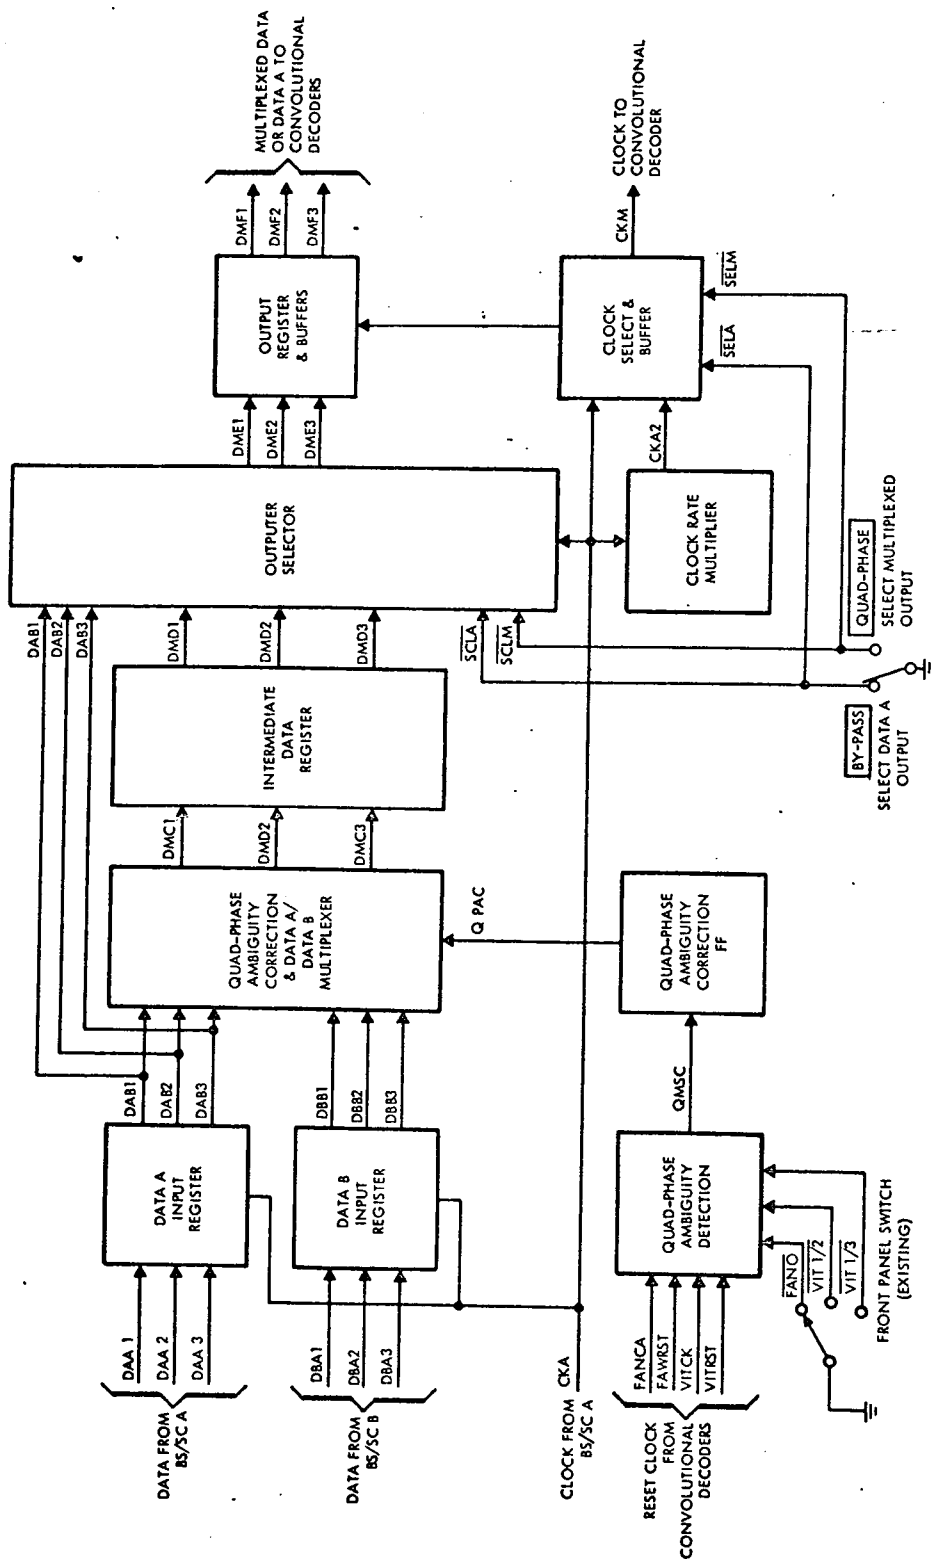 DAA 1
DAA 2
DAA 3
DATA FROM
BS/SC A
DATA A
INPUT
REGISTER
DAB1
DAB2
DAB3
DBA1
DBA2
DBA3
DATA FROM
BS/SC B
DATA B
INPUT
REGISTER
DBB1
DBB2
DBB3
QUAD-PHASE
AMBIGUITY
CORRECTION
& DATA A/
DATA B
MULTIPLEXER
DMC1
DMD2
DMC3
INTERMEDIATE
DATA
REGISTER
DAB1
DAB2
DAB3
DMD1
DMD2
DMD3
SCLA
SCLM
OUTPUTER
SELECTOR
DME1
DME2
DME3
OUTPUT
REGISTER
& BUFFERS
DMF1
DMF2
DMF3
MULTIPLEXED DATA
OR DATA A TO
CONVOLUTIONAL
DECODERS
CLOCK FROM CKA
BS/SC A
Q PAC
CLOCK RATE
MULTIPLIER
CKA2
CLOCK
SELECT &
BUFFER
CKM
CLOCK TO
CONVOLUTIONAL
DECODER
SELA
SELM
FANCA
FAWRST
VITCK
VITRST
RESET CLOCK
FROM
CONVOLUTIONAL
DECODERS
QUAD-PHASE
AMBIGUITY
DETECTION
QMSC
QUAD-PHASE
AMBIGUITY
CORRECTION
FF
FANO
VIT 1/2
VIT 1/3
FRONT PANEL SWITCH
(EXISTING)
BY-PASS
SELECT DATA A
OUTPUT
QUAD-PHASE
SELECT MULTIPLEXED
OUTPUT